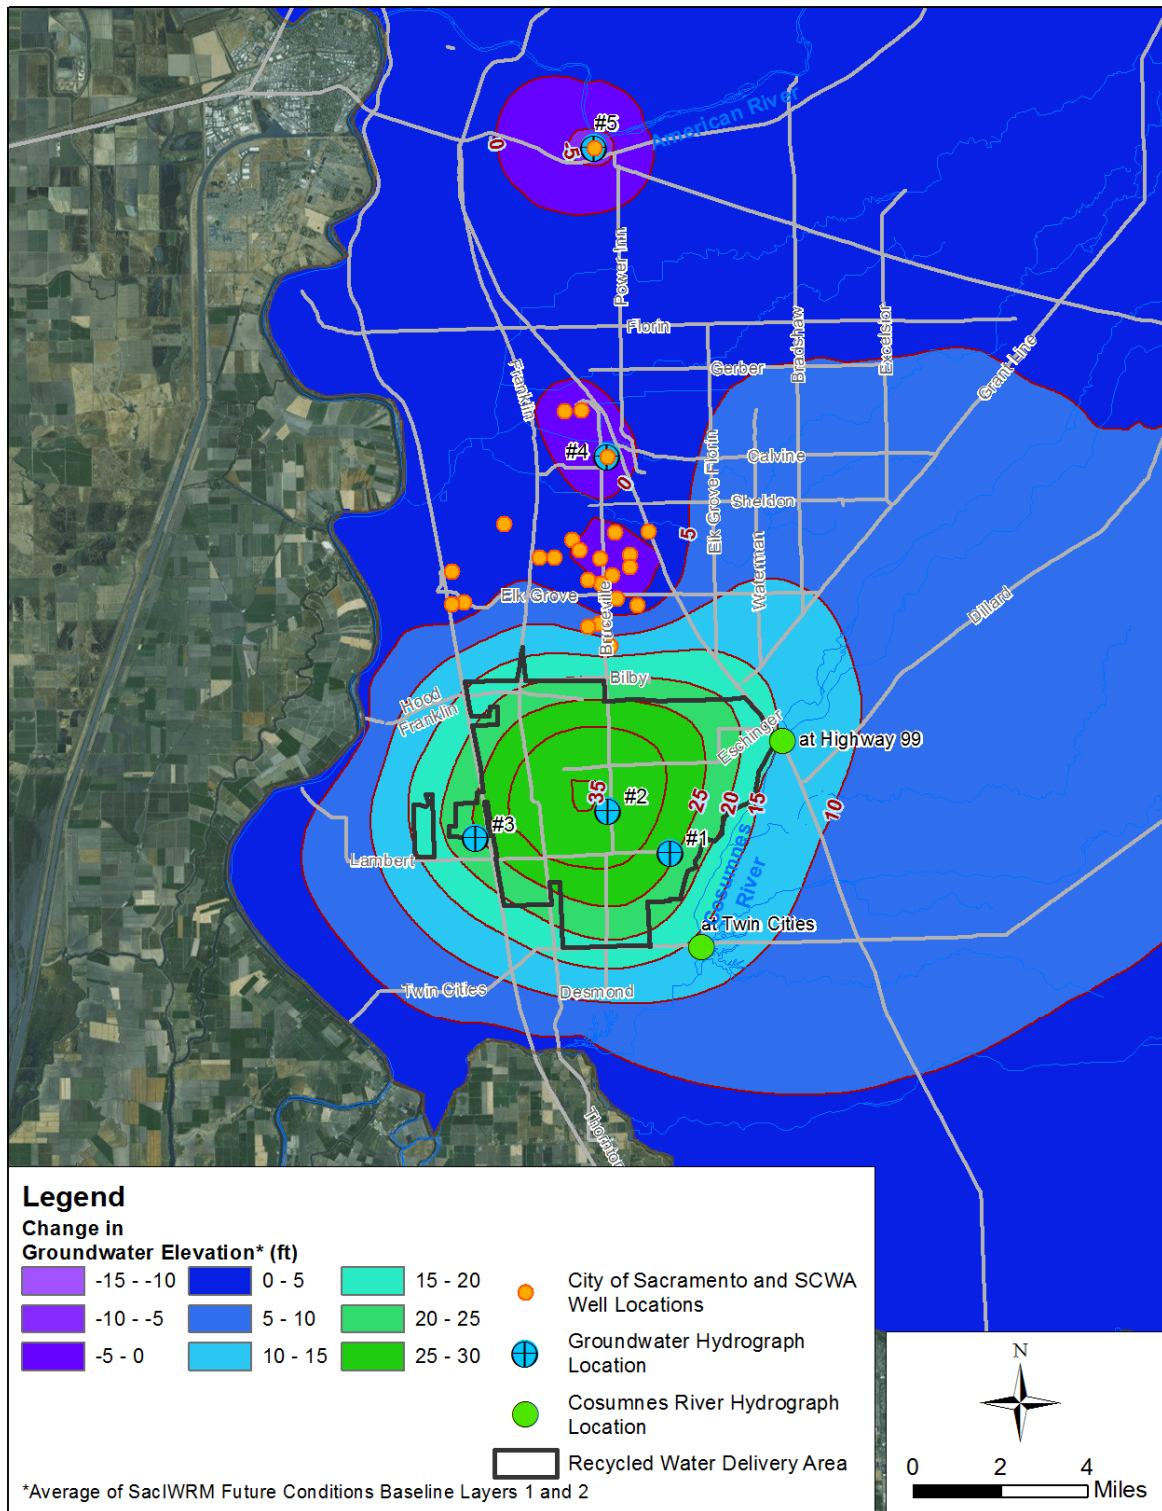 #5
American River
0
-5
Power Inn
Florin
Franklin
Gerber
Bradshaw
Excelsior
Grant Line
#4
Calvine
0
Elk Grove Florin
Sheldon
5
Waterman
Elk Grove
Bruceville
Dillard
Bilby
Hood
Franklin
Eschinger
at Highway 99
35
#2
25
20
15
10
#3
#1
Lambert
Cosumnes
River
at Twin Cities
Twin Cities
Desmond
Thornton
Legend
Change in
Groundwater Elevation* (ft)
-15 - -10
-10 - -5
-5 - 0
0 - 5
5 - 10
10 - 15
15 - 20
20 - 25
25 - 30
City of Sacramento and SCWA
Well Locations
Groundwater Hydrograph
Location
Cosumnes River Hydrograph
Location
Recycled Water Delivery Area
*Average of SacIWRM Future Conditions Baseline Layers 1 and 2
N
0 2 4
Miles